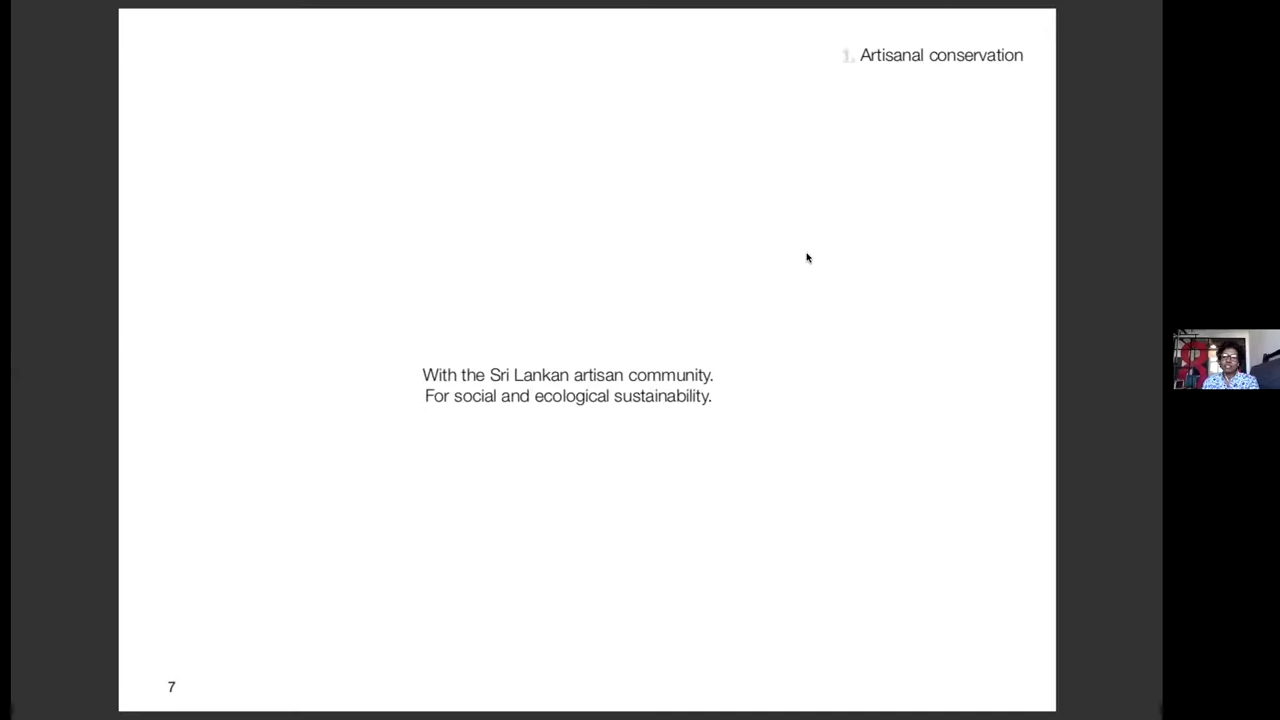 1. Artisanal conservation
With the Sri Lankan artisan community.
For social and ecological sustainability.
7